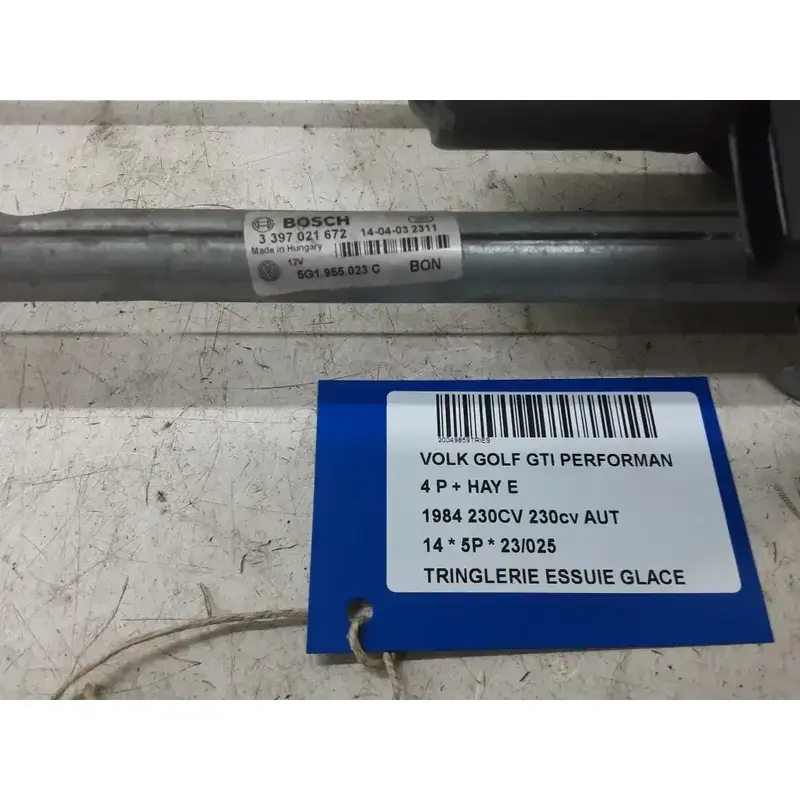 BOSCH
3 397 021 672 14-04-03 2311
Made in Hungary
12V
5G1.955.023 C BON
20049859TRIES
VOLK GOLF GTI PERFORMAN
4 P + HAY E
1984 230CV 230cv AUT
14 * 5P * 23/025
TRINGLERIE ESSUIE GLACE